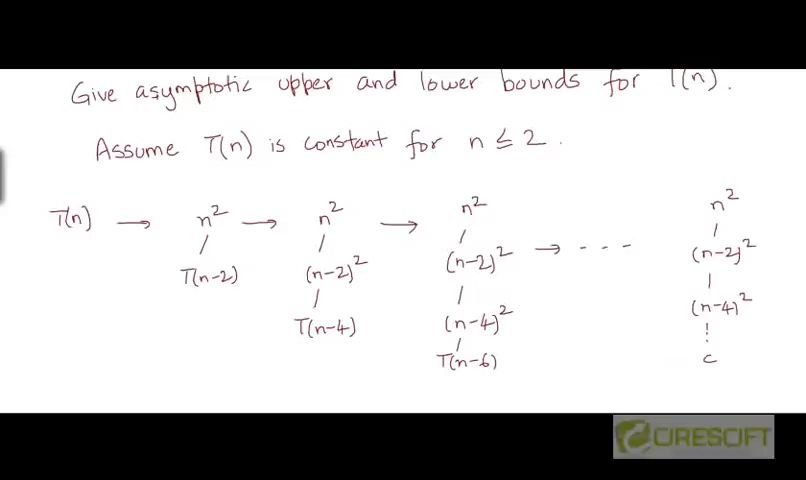 Give asymptotic upper and lower bounds for T(n).
Assume T(n) is constant for n ≤ 2.
T(n) → n² → n² → n² n²
T(n-2) (n-2)² (n-2)² → - - - (n-2)²
T(n-4) (n-4)² (n-4)²
T(n-6) ⋮ c
CIRESOFT